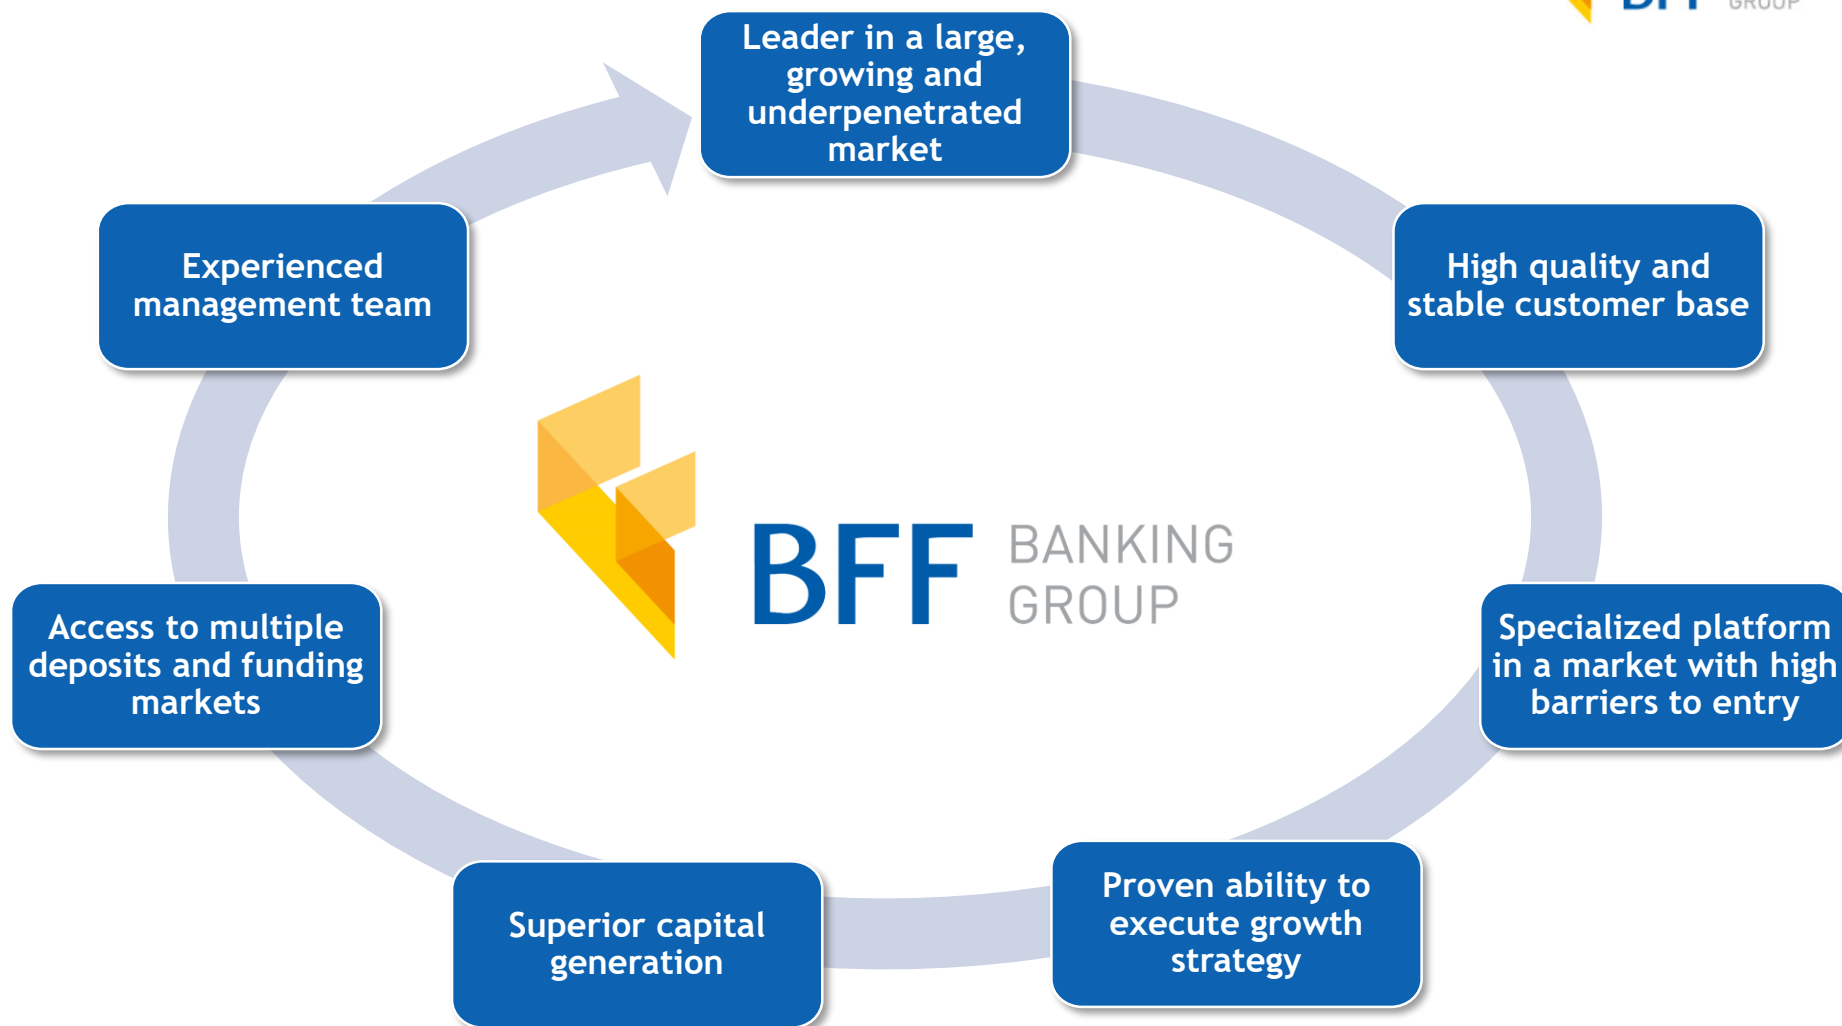 BFF GROUP
Leader in a large,
growing and
underpenetrated
market
High quality and
stable customer base
Specialized platform
in a market with high
barriers to entry
Proven ability to
execute growth
strategy
Superior capital
generation
Access to multiple
deposits and funding
markets
Experienced
management team
BFF BANKING
GROUP